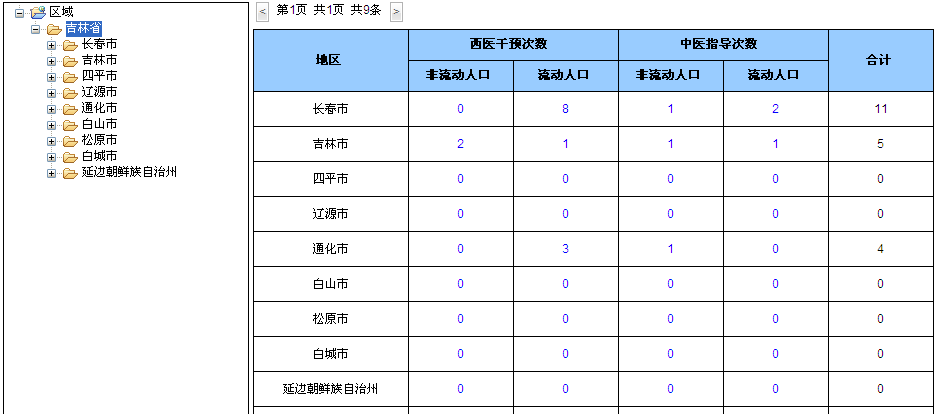 区域
吉林省
长春市
吉林市
四平市
辽源市
通化市
白山市
松原市
白城市
延边朝鲜族自治州
< 第1页 共1页 共9条 >
地区 西医干预次数 中医指导次数 合计
非流动人口 流动人口 非流动人口 流动人口
长春市 0 8 1 2 11
吉林市 2 1 1 1 5
四平市 0 0 0 0 0
辽源市 0 0 0 0 0
通化市 0 3 1 0 4
白山市 0 0 0 0 0
松原市 0 0 0 0 0
白城市 0 0 0 0 0
延边朝鲜族自治州 0 0 0 0 0